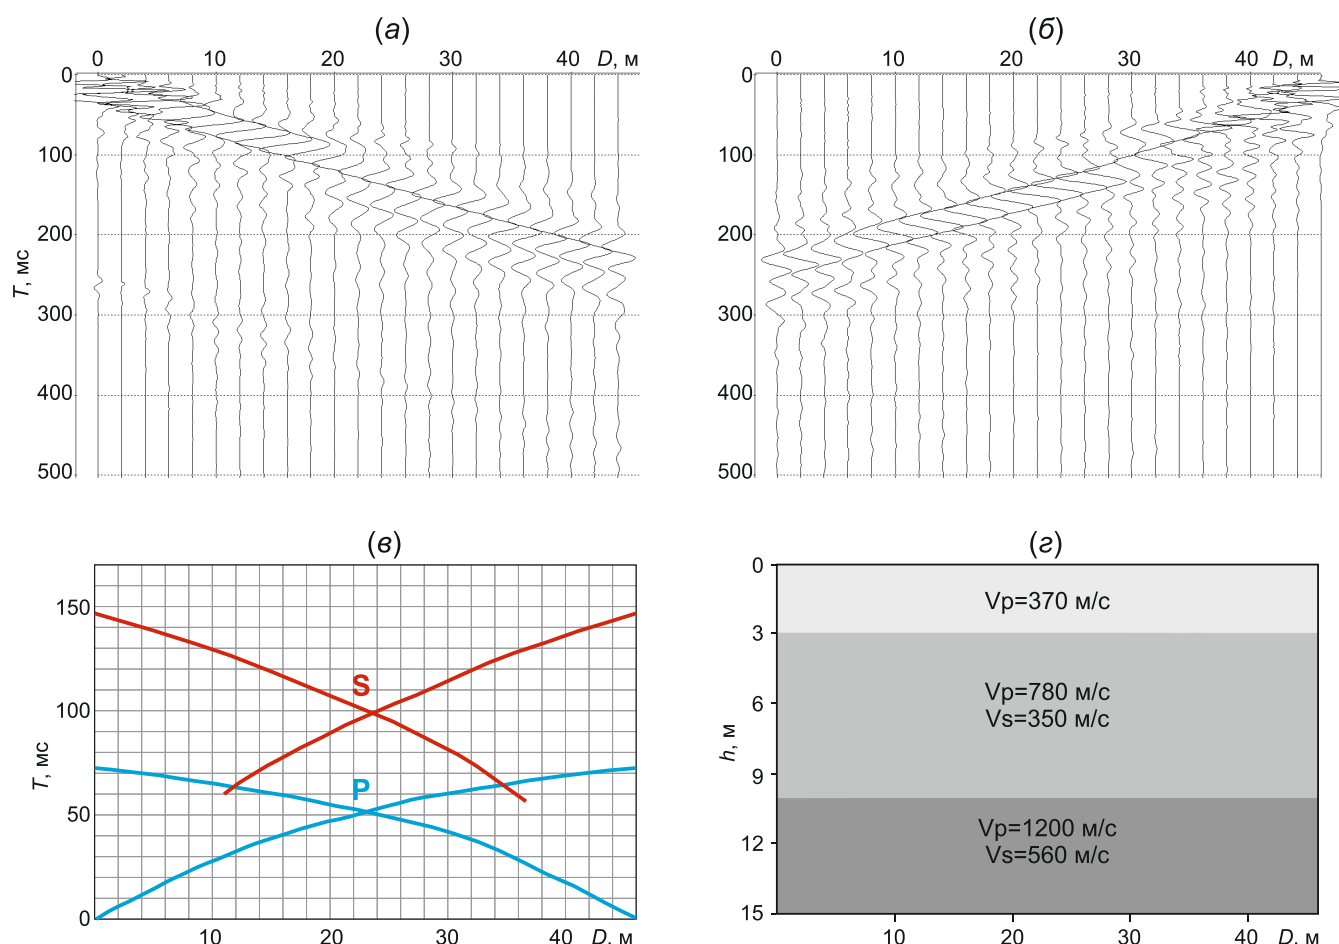 (а)
0 10 20 30 40 D, м
0
100
200
300
400
500
T, мс
(б)
0 10 20 30 40 D, м
0
100
200
300
400
500
(в)
150
100
50
0
T, мс
S
P
10 20 30 40 D, м
(г)
0
3
6
9
12
15
h, м
Vp=370 м/с
Vp=780 м/с
Vs=350 м/с
Vp=1200 м/с
Vs=560 м/с
10 20 30 40 D, м